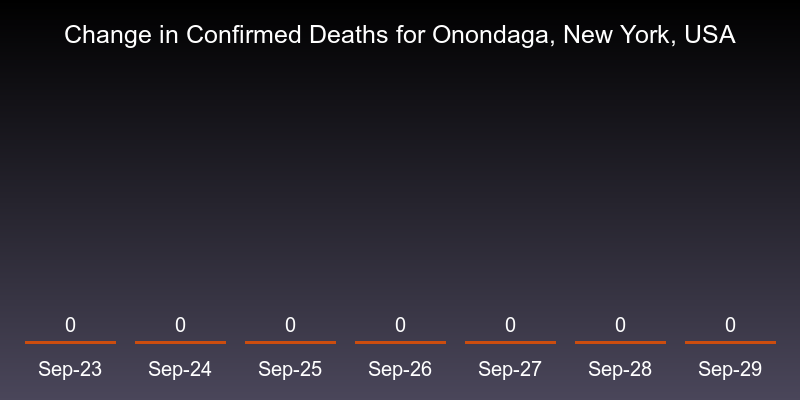 Change in Confirmed Deaths for Onondaga, New York, USA
0 0 0 0 0 0 0
Sep-23 Sep-24 Sep-25 Sep-26 Sep-27 Sep-28 Sep-29